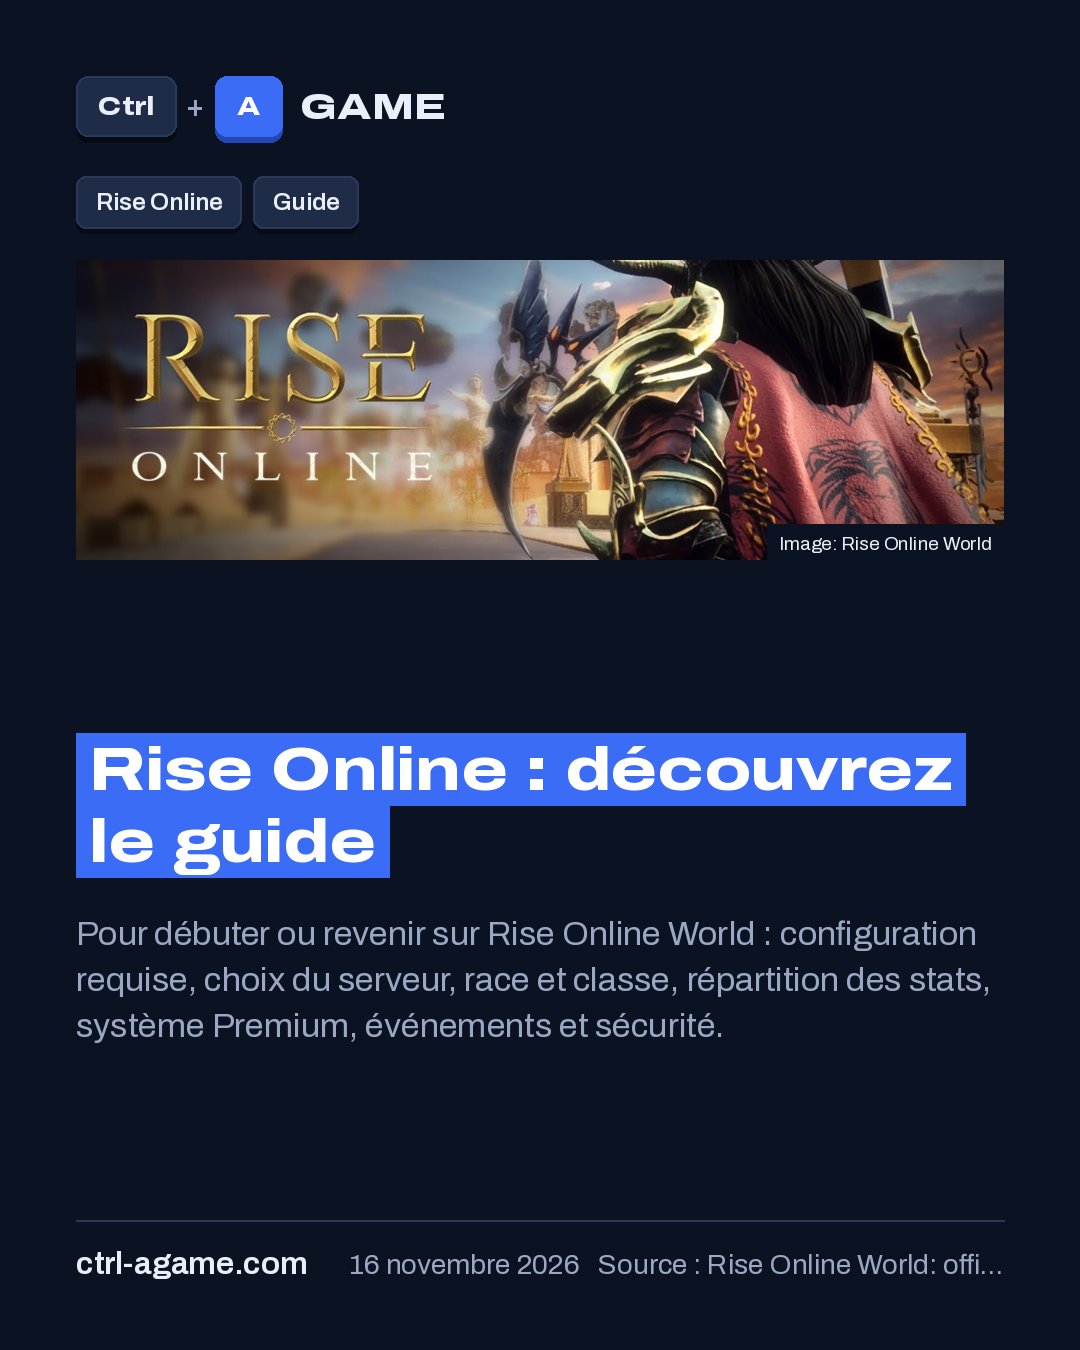 Ctrl + A GAME
Rise Online Guide
RISE
ONLINE
Image: Rise Online World
Rise Online : découvrez
le guide
Pour débuter ou revenir sur Rise Online World : configuration
requise, choix du serveur, race et classe, répartition des stats,
système Premium, événements et sécurité.
ctrl-agame.com 16 novembre 2026 Source : Rise Online World: offi...